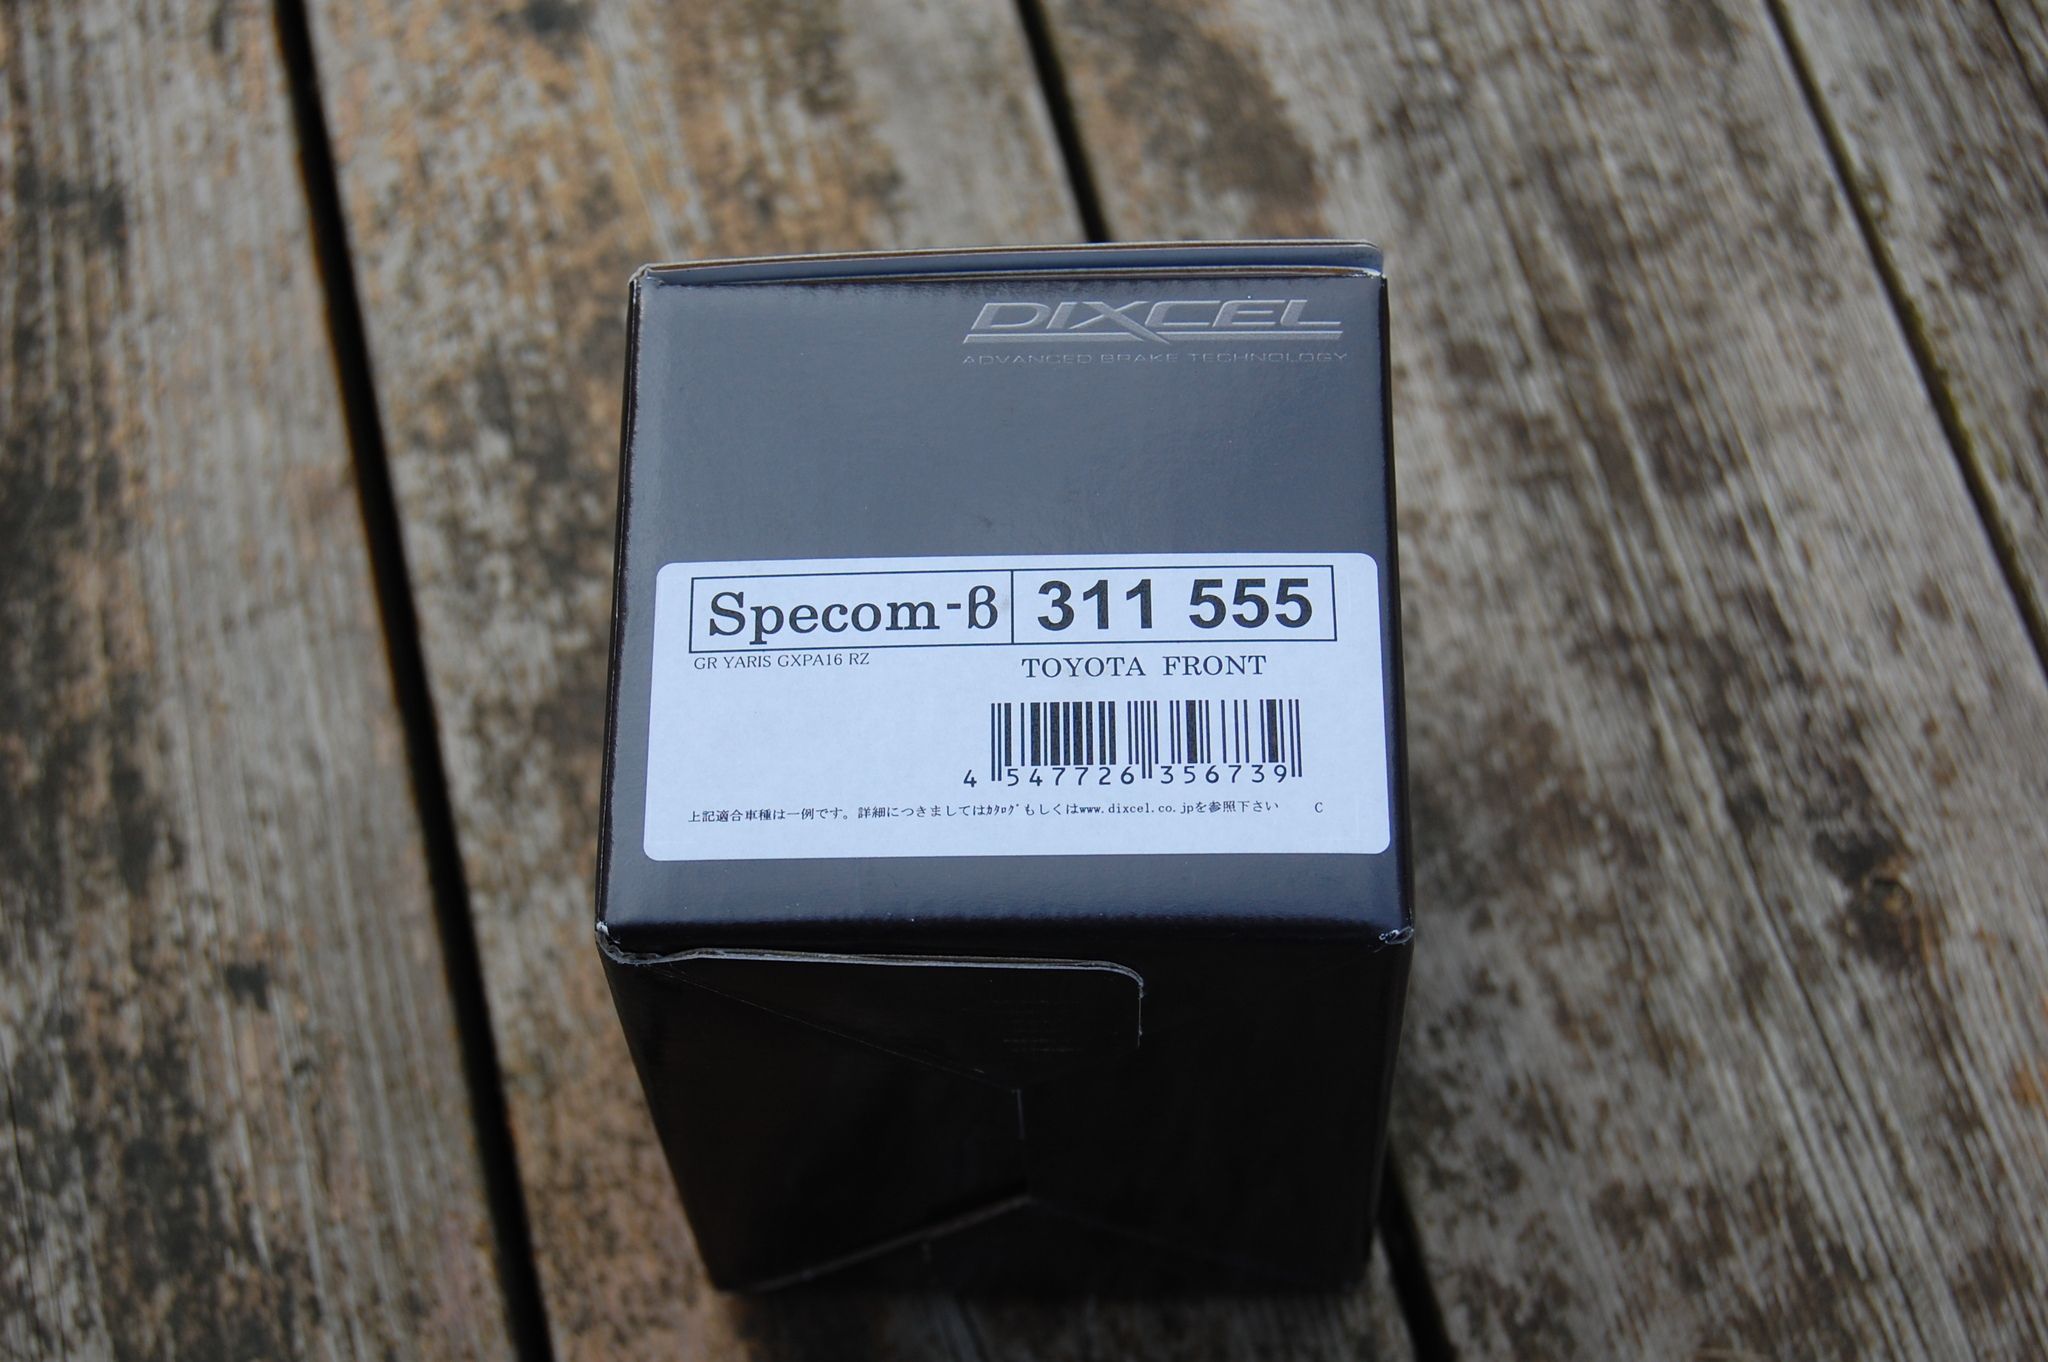 DIXCEL
ADVANCED BRAKE TECHNOLOGY
Specom-β 311 555
GR YARIS GXPA16 RZ TOYOTA FRONT
4 547726 356739
上記適合車種は一例です。詳細につきましてはｶﾀﾛｸﾞもしくはwww.dixcel.co.jpを参照下さい C